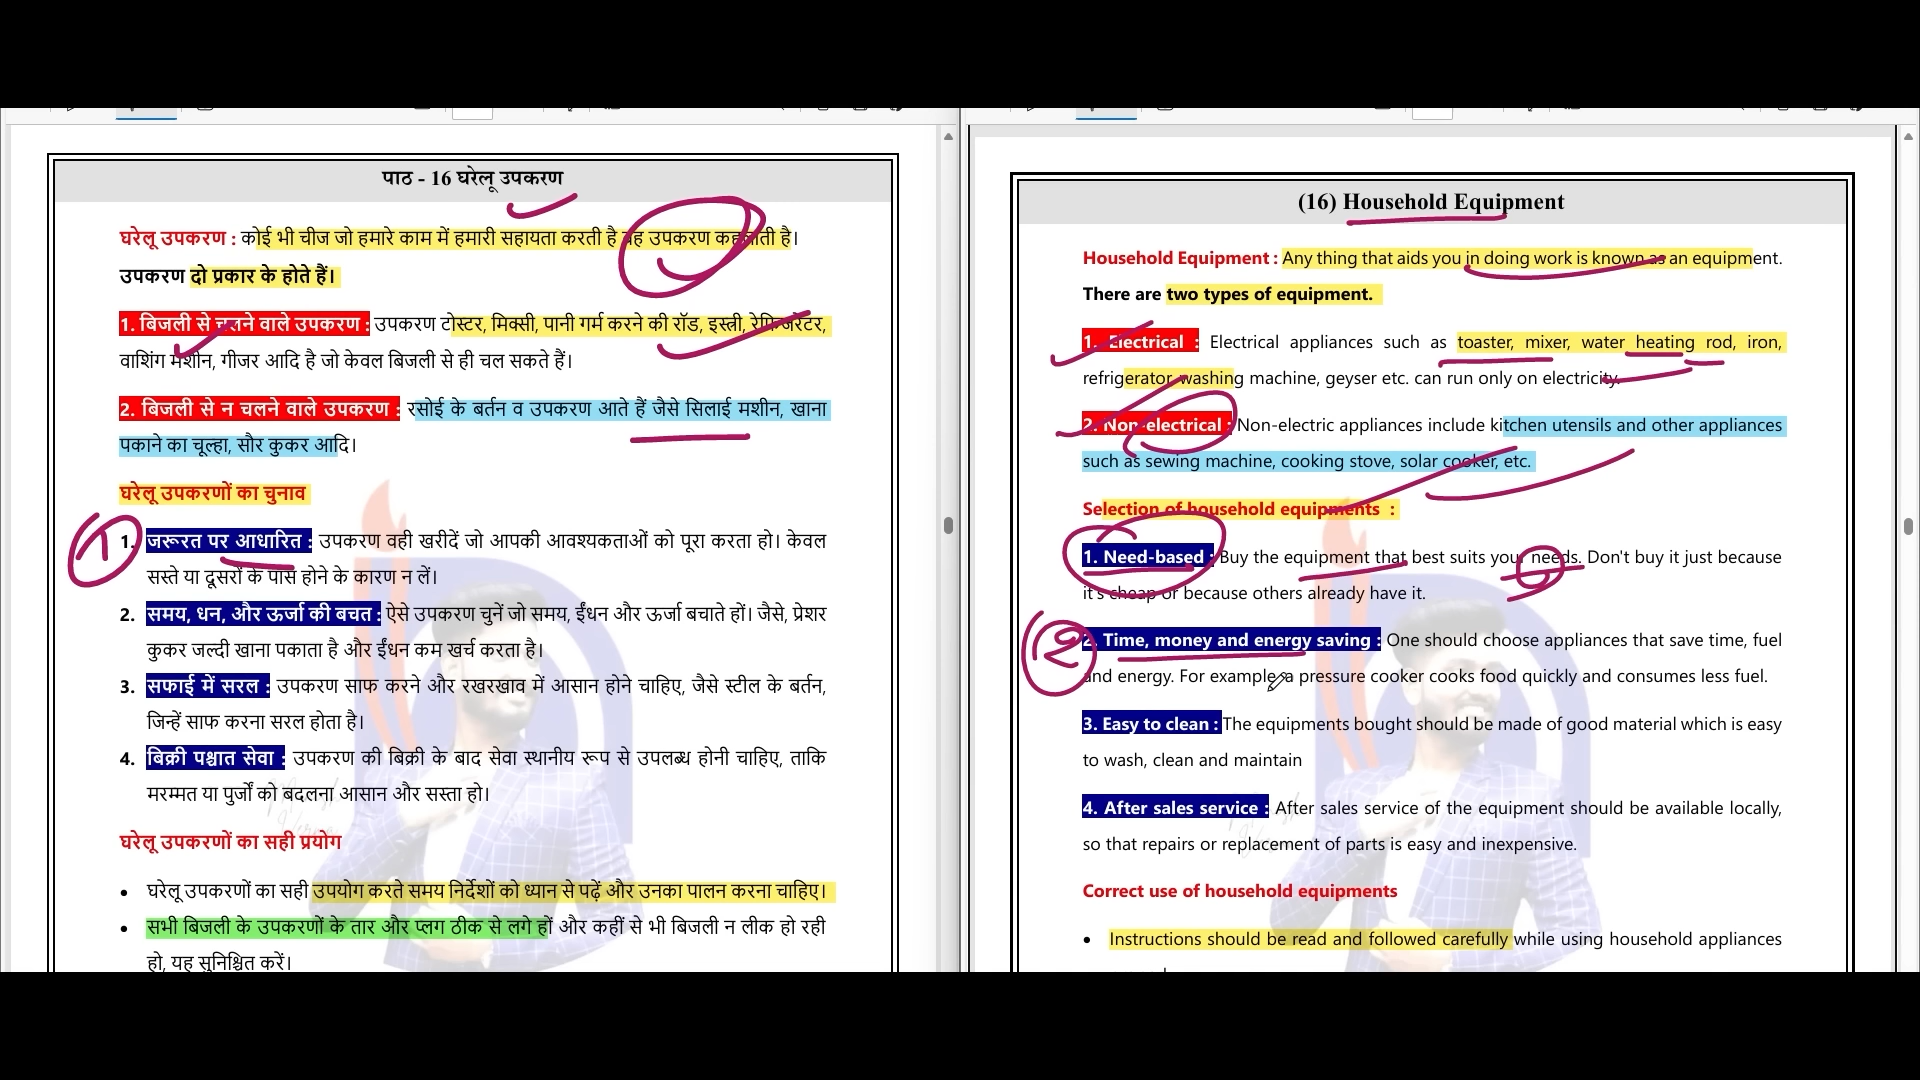 पाठ - 16 घरेलू उपकरण
घरेलू उपकरण : कोई भी चीज जो हमारे काम में हमारी सहायता करती है वह उपकरण कहलाती है।
उपकरण दो प्रकार के होते हैं।
1. बिजली से चलने वाले उपकरण : उपकरण टोस्टर, मिक्सी, पानी गर्म करने की रॉड, इस्त्री, रेफ्रिजरेटर,
वाशिंग मशीन, गीजर आदि है जो केवल बिजली से ही चल सकते हैं।
2. बिजली से न चलने वाले उपकरण : रसोई के बर्तन व उपकरण आते हैं जैसे सिलाई मशीन, खाना
पकाने का चूल्हा, सौर कुकर आदि।
घरेलू उपकरणों का चुनाव
1. जरूरत पर आधारित : उपकरण वही खरीदें जो आपकी आवश्यकताओं को पूरा करता हो। केवल
सस्ते या दूसरों के पास होने के कारण न लें।
2. समय, धन, और ऊर्जा की बचत : ऐसे उपकरण चुनें जो समय, ईंधन और ऊर्जा बचाते हों। जैसे, प्रेशर
कुकर जल्दी खाना पकाता है और ईंधन कम खर्च करता है।
3. सफाई में सरल : उपकरण साफ करने और रखरखाव में आसान होने चाहिए, जैसे स्टील के बर्तन,
जिन्हें साफ करना सरल होता है।
4. बिक्री पश्चात सेवा : उपकरण की बिक्री के बाद सेवा स्थानीय रूप से उपलब्ध होनी चाहिए, ताकि
मरम्मत या पुर्जों को बदलना आसान और सस्ता हो।
घरेलू उपकरणों का सही प्रयोग
• घरेलू उपकरणों का सही उपयोग करते समय निर्देशों को ध्यान से पढ़ें और उनका पालन करना चाहिए।
• सभी बिजली के उपकरणों के तार और प्लग ठीक से लगे हों और कहीं से भी बिजली न लीक हो रही
हो, यह सुनिश्चित करें।
(16) Household Equipment
Household Equipment : Any thing that aids you in doing work is known as an equipment.
There are two types of equipment.
1. Electrical : Electrical appliances such as toaster, mixer, water heating rod, iron,
refrigerator washing machine, geyser etc. can run only on electricity.
2. Non-electrical : Non-electric appliances include kitchen utensils and other appliances
such as sewing machine, cooking stove, solar cooker, etc.
Selection of household equipments :
1. Need-based : Buy the equipment that best suits your needs. Don't buy it just because
it's cheap or because others already have it.
2. Time, money and energy saving : One should choose appliances that save time, fuel
and energy. For example a pressure cooker cooks food quickly and consumes less fuel.
3. Easy to clean : The equipments bought should be made of good material which is easy
to wash, clean and maintain
4. After sales service : After sales service of the equipment should be available locally,
so that repairs or replacement of parts is easy and inexpensive.
Correct use of household equipments
• Instructions should be read and followed carefully while using household appliances